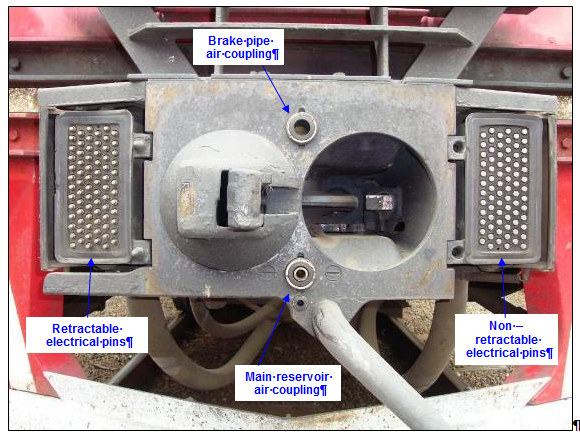 Brake·pipe·
air·coupling¶
Retractable·
electrical·pins¶
Non·–
retractable·
electrical·pins¶
Main·reservoir·
air·coupling¶
¶